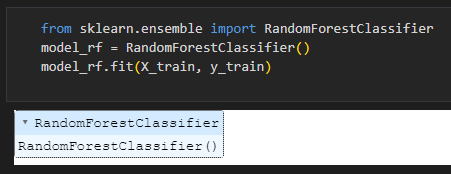 from sklearn.ensemble import RandomForestClassifier
model_rf = RandomForestClassifier()
model_rf.fit(X_train, y_train)
▾ RandomForestClassifier
RandomForestClassifier()